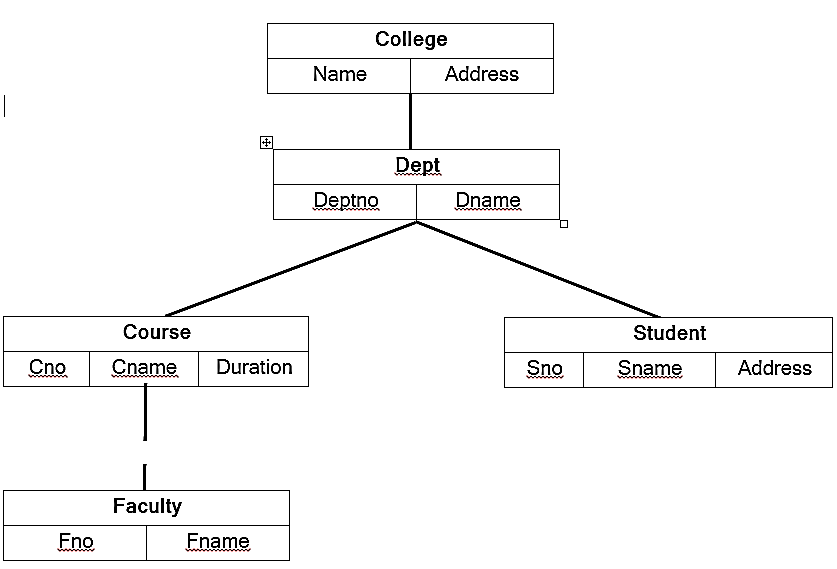 College
Name Address
Dept
Deptno Dname
Course
Cno Cname Duration
Student
Sno Sname Address
Faculty
Fno Fname